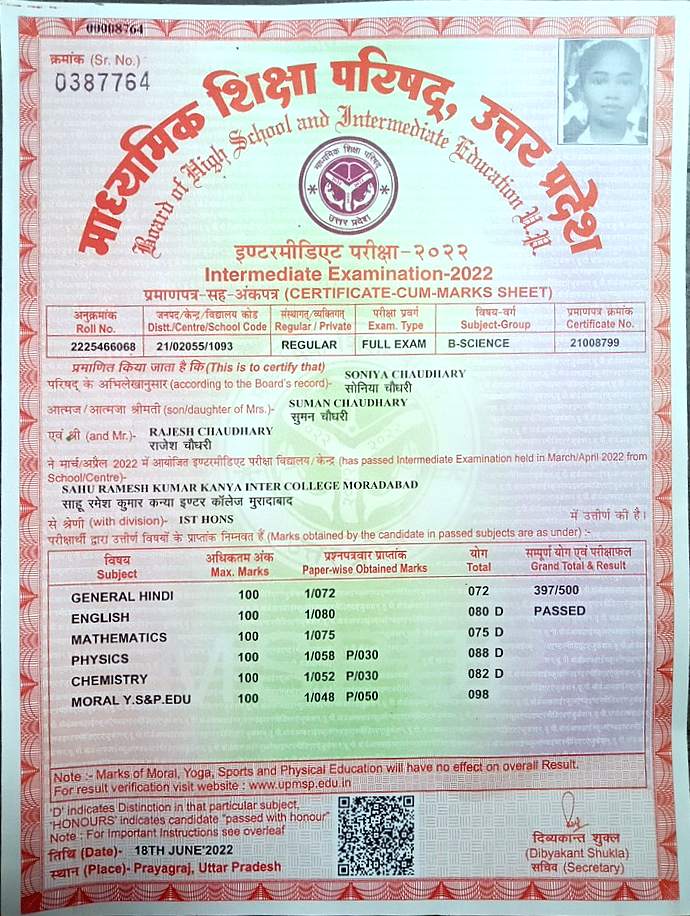 00008764
क्रमांक (Sr. No.)
0387764
माध्यमिक शिक्षा परिषद्, उत्तर प्रदेश
Board of High School and Intermediate Education U.P.
माध्यमिक शिक्षा परिषद्
उत्तर प्रदेश
इण्टरमीडिएट परीक्षा-२०२२
Intermediate Examination-2022
प्रमाणपत्र-सह-अंकपत्र (CERTIFICATE-CUM-MARKS SHEET)
अनुक्रमांक जनपद/केन्द्र/विद्यालय कोड संस्थागत/व्यक्तिगत परीक्षा प्रवर्ग विषय-वर्ग प्रमाणपत्र क्रमांक
Roll No. Distt./Centre/School Code Regular / Private Exam. Type Subject-Group Certificate No.
2225466068 21/02055/1093 REGULAR FULL EXAM B-SCIENCE 21008799
प्रमाणित किया जाता है कि (This is to certify that)
SONIYA CHAUDHARY
परिषद् के अभिलेखानुसार (according to the Board's record)- सोनिया चौधरी
SUMAN CHAUDHARY
आत्मज/आत्मजा श्रीमती (son/daughter of Mrs.)- सुमन चौधरी
RAJESH CHAUDHARY
एवं श्री (and Mr.)- राजेश चौधरी
ने मार्च/अप्रैल 2022 में आयोजित इण्टरमीडिएट परीक्षा विद्यालय/केन्द्र (has passed Intermediate Examination held in March/April 2022 from
School/Centre)-
SAHU RAMESH KUMAR KANYA INTER COLLEGE MORADABAD
साहू रमेश कुमार कन्या इण्टर कॉलेज मुरादाबाद
से श्रेणी (with division)- IST HONS में उत्तीर्ण की है।
परीक्षार्थी द्वारा उत्तीर्ण विषयों के प्राप्तांक निम्नवत हैं (Marks obtained by the candidate in passed subjects are as under) :-
विषय अधिकतम अंक प्रश्नपत्रवार प्राप्तांक योग सम्पूर्ण योग एवं परीक्षाफल
Subject Max. Marks Paper-wise Obtained Marks Total Grand Total & Result
GENERAL HINDI 100 1/072 072 397/500
ENGLISH 100 1/080 080 D PASSED
MATHEMATICS 100 1/075 075 D
PHYSICS 100 1/058 P/030 088 D
CHEMISTRY 100 1/052 P/030 082 D
MORAL Y.S&P.EDU 100 1/048 P/050 098
Note :- Marks of Moral, Yoga, Sports and Physical Education will have no effect on overall Result.
For result verification visit website : www.upmsp.edu.in
'D' indicates Distinction in that particular subject,
'HONOURS' indicates candidate "passed with honour"
Note : For Important Instructions see overleaf
तिथि (Date)- 18TH JUNE'2022
स्थान (Place)- Prayagraj, Uttar Pradesh
दिव्यकान्त शुक्ल
(Dibyakant Shukla)
सचिव (Secretary)